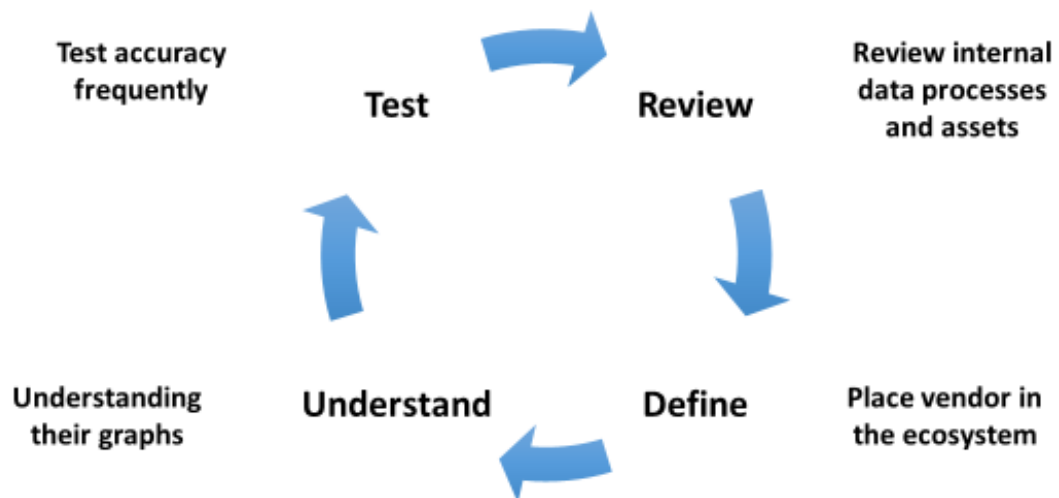 Test accuracy
frequently
Test
Review
Review internal
data processes
and assets
Understanding
their graphs
Understand
Define
Place vendor in
the ecosystem